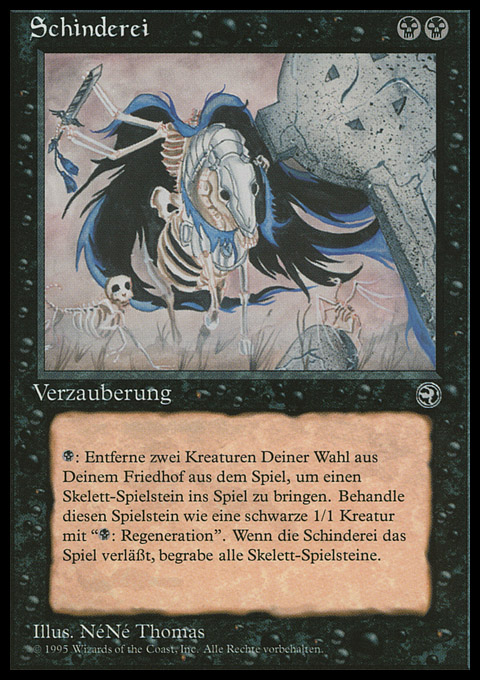 Schinderei
Verzauberung
: Entferne zwei Kreaturen Deiner Wahl aus
Deinem Friedhof aus dem Spiel, um einen
Skelett-Spielstein ins Spiel zu bringen. Behandle
diesen Spielstein wie eine schwarze 1/1 Kreatur
mit “: Regeneration”. Wenn die Schinderei das
Spiel verläßt, begrabe alle Skelett-Spielsteine.
Illus. NéNé Thomas
© 1995 Wizards of the Coast, Inc. Alle Rechte vorbehalten.